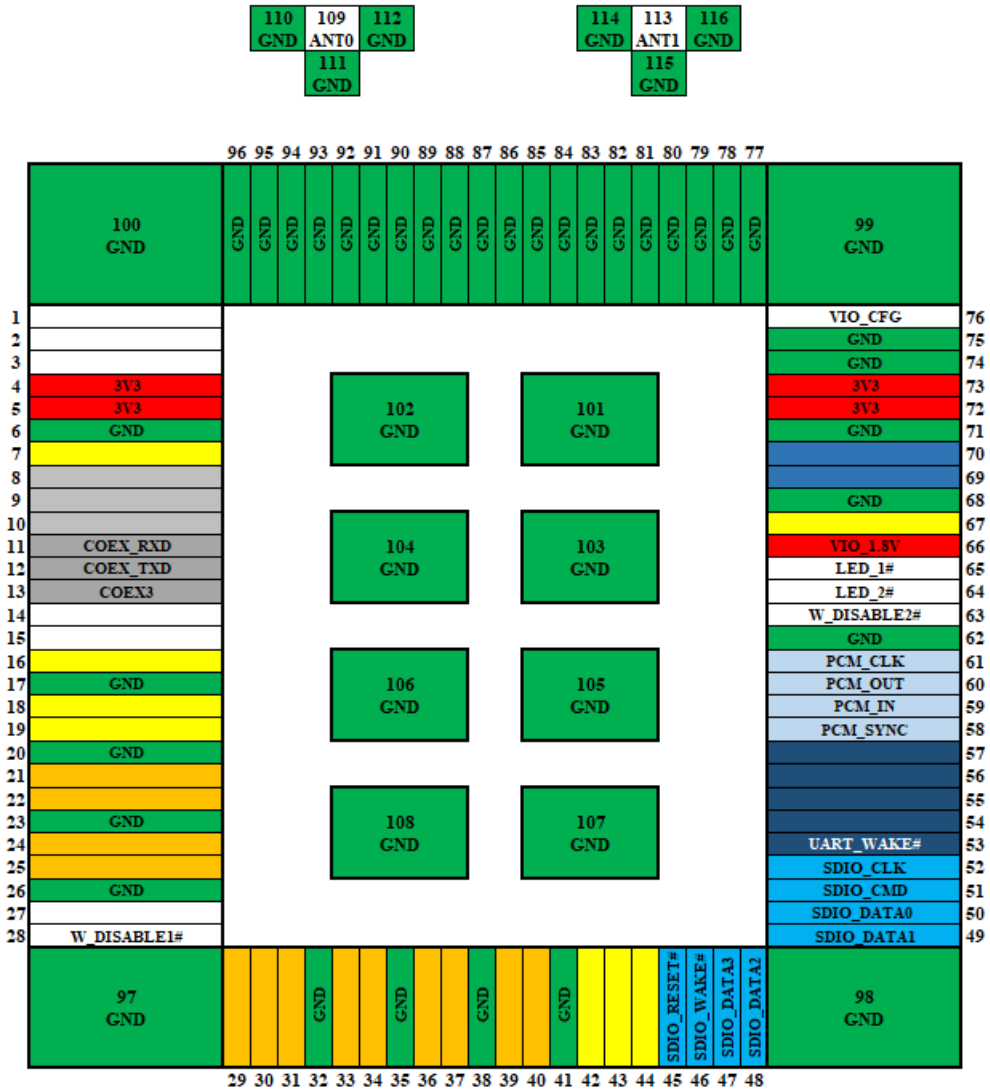 110 109 112 114 113 116
GND ANT0 GND GND ANT1 GND
111 115
GND GND
96 95 94 93 92 91 90 89 88 87 86 85 84 83 82 81 80 79 78 77
100 GND GND GND GND GND GND GND GND GND GND GND GND GND GND GND GND GND GND GND GND 99
GND GND
1 VIO_CFG 76
2 GND 75
3 GND 74
4 3V3 3V3 73
5 3V3 3V3 72
6 GND GND 71
7 70
8 69
9 GND 68
10 67
11 COEX_RXD VIO_1.8V 66
12 COEX_TXD LED_1# 65
13 COEX3 LED_2# 64
14 W_DISABLE2# 63
15 GND 62
16 PCM_CLK 61
17 GND PCM_OUT 60
18 PCM_IN 59
19 PCM_SYNC 58
20 GND 57
21 56
22 55
23 GND 54
24 UART_WAKE# 53
25 SDIO_CLK 52
26 GND SDIO_CMD 51
27 SDIO_DATA0 50
28 W_DISABLE1# SDIO_DATA1 49
102 101
GND GND
104 103
GND GND
106 105
GND GND
108 107
GND GND
97 GND GND GND GND SDIO_RESET# SDIO_WAKE# SDIO_DATA3 SDIO_DATA2 98
GND GND
29 30 31 32 33 34 35 36 37 38 39 40 41 42 43 44 45 46 47 48